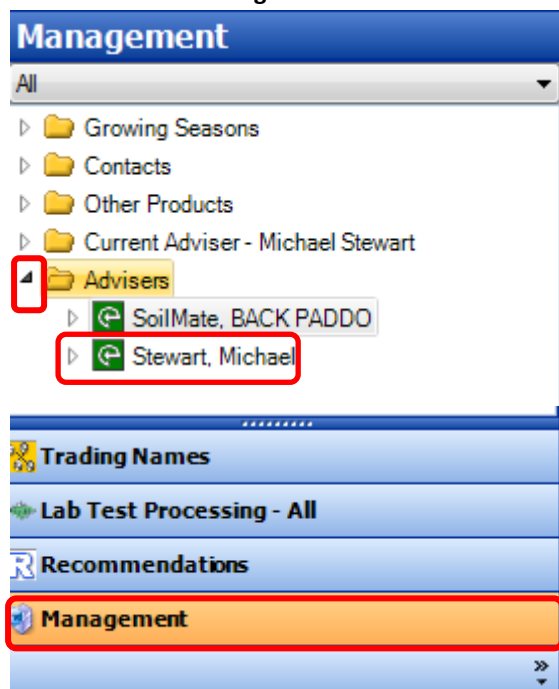 Management
All
Growing Seasons
Contacts
Other Products
Current Adviser - Michael Stewart
Advisers
SoilMate, BACK PADDO
Stewart, Michael
Trading Names
Lab Test Processing - All
Recommendations
Management